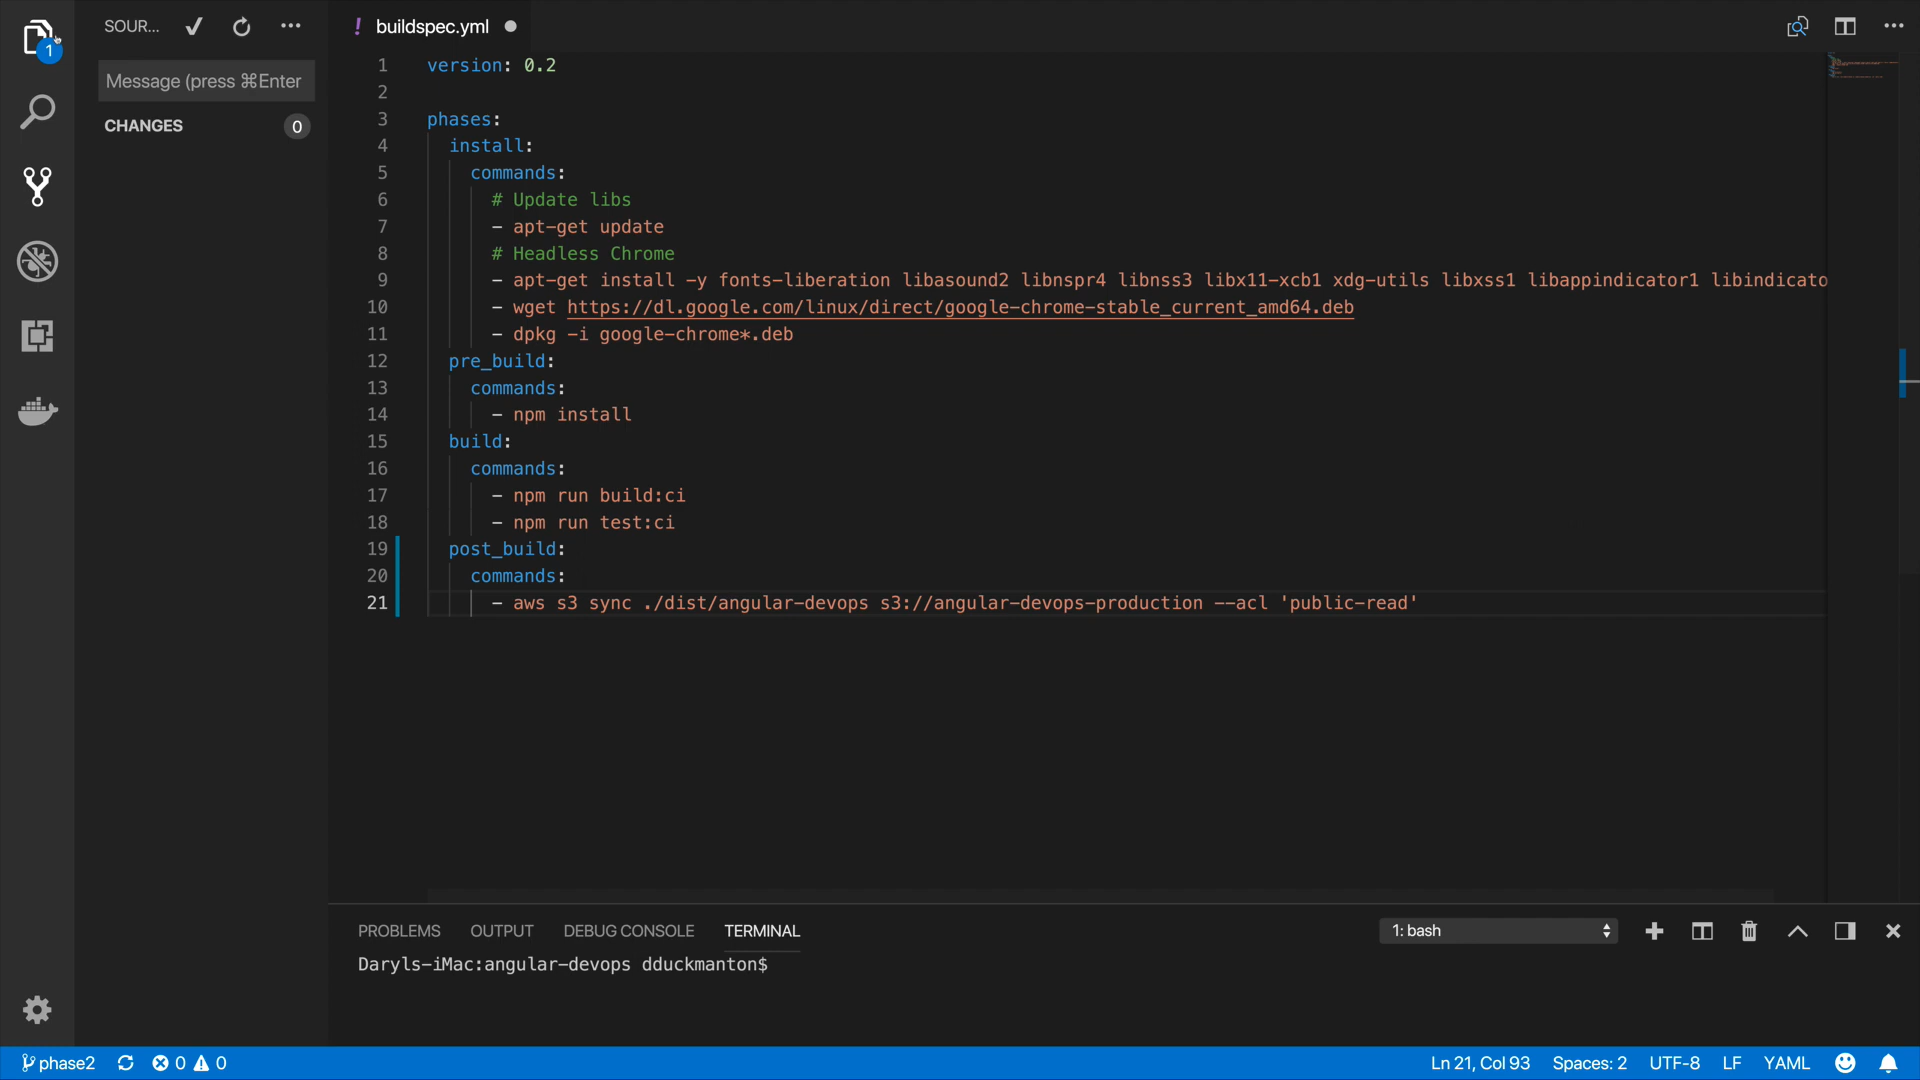 SOUR...
Message (press ⌘Enter
CHANGES
0
1
! buildspec.yml
1 version: 0.2
2
3 phases:
4 install:
5 commands:
6 # Update libs
7 - apt-get update
8 # Headless Chrome
9 - apt-get install -y fonts-liberation libasound2 libnspr4 libnss3 libx11-xcb1 xdg-utils libxss1 libappindicator1 libindicato
10 - wget https://dl.google.com/linux/direct/google-chrome-stable_current_amd64.deb
11 - dpkg -i google-chrome*.deb
12 pre_build:
13 commands:
14 - npm install
15 build:
16 commands:
17 - npm run build:ci
18 - npm run test:ci
19 post_build:
20 commands:
21 - aws s3 sync ./dist/angular-devops s3://angular-devops-production --acl 'public-read'
PROBLEMS OUTPUT DEBUG CONSOLE TERMINAL 1: bash
Daryls-iMac:angular-devops dduckmanton$
phase2 0 0 Ln 21, Col 93 Spaces: 2 UTF-8 LF YAML